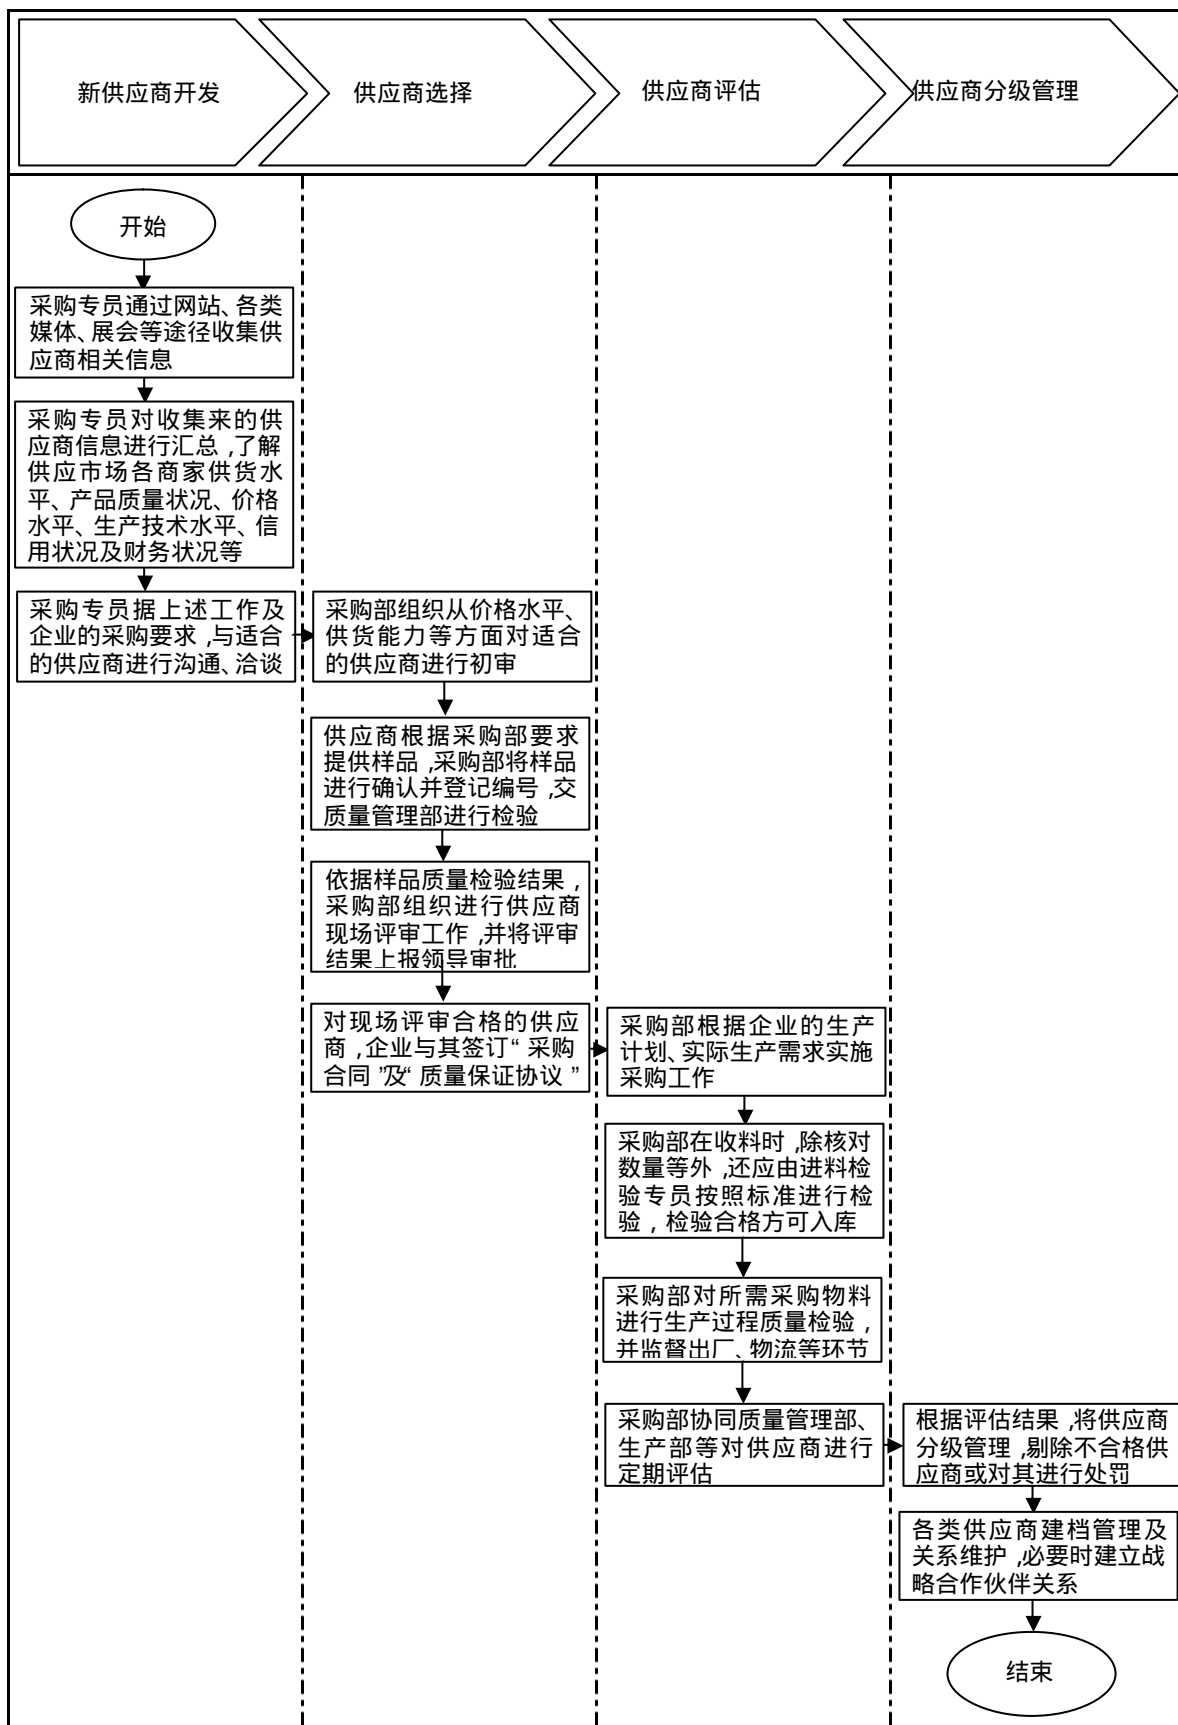 新供应商开发
供应商选择
供应商评估
供应商分级管理
开始
采购专员通过网站、各类
媒体、展会等途径收集供
应商相关信息
采购专员对收集来的供
应商信息进行汇总,了解
供应市场各商家供货水
平、产品质量状况、价格
水平、生产技术水平、信
用状况及财务状况等
采购专员据上述工作及
企业的采购要求,与适合
的供应商进行沟通、洽谈
采购部组织从价格水平、
供货能力等方面对适合
的供应商进行初审
供应商根据采购部要求
提供样品,采购部将样品
进行确认并登记编号,交
质量管理部进行检验
依据样品质量检验结果,
采购部组织进行供应商
现场评审工作,并将评审
结果上报领导审批
对现场评审合格的供应
商,企业与其签订“采购
合同”及“质量保证协议”
采购部根据企业的生产
计划、实际生产需求实施
采购工作
采购部在收料时,除核对
数量等外,还应由进料检
验专员按照标准进行检
验,检验合格方可入库
采购部对所需采购物料
进行生产过程质量检验,
并监督出厂、物流等环节
采购部协同质量管理部、
生产部等对供应商进行
定期评估
根据评估结果,将供应商
分级管理,剔除不合格供
应商或对其进行处罚
各类供应商建档管理及
关系维护,必要时建立战
略合作伙伴关系
结束